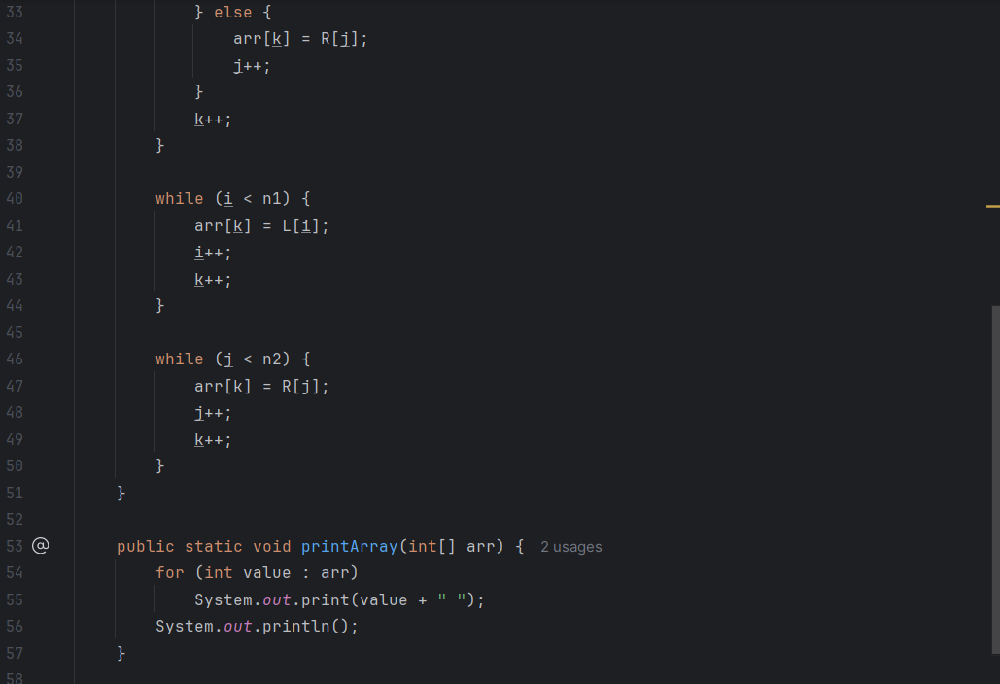 33 } else {
34 arr[k] = R[j];
35 j++;
36 }
37 k++;
38 }
39
40 while (i < n1) {
41 arr[k] = L[i];
42 i++;
43 k++;
44 }
45
46 while (j < n2) {
47 arr[k] = R[j];
48 j++;
49 k++;
50 }
51 }
52
53 @ public static void printArray(int[] arr) { 2 usages
54 for (int value : arr)
55 System.out.print(value + " ");
56 System.out.println();
57 }
58